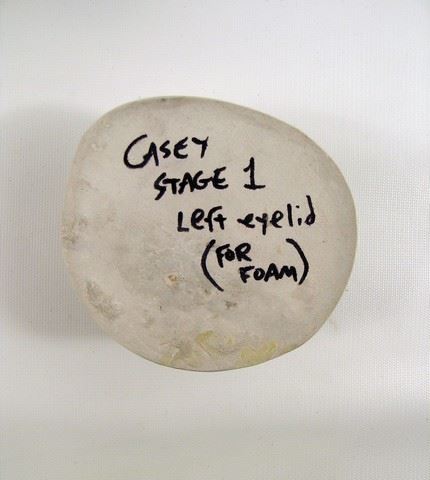 CASEY
STAGE 1
Left eyelid
(FOR
FOAM)